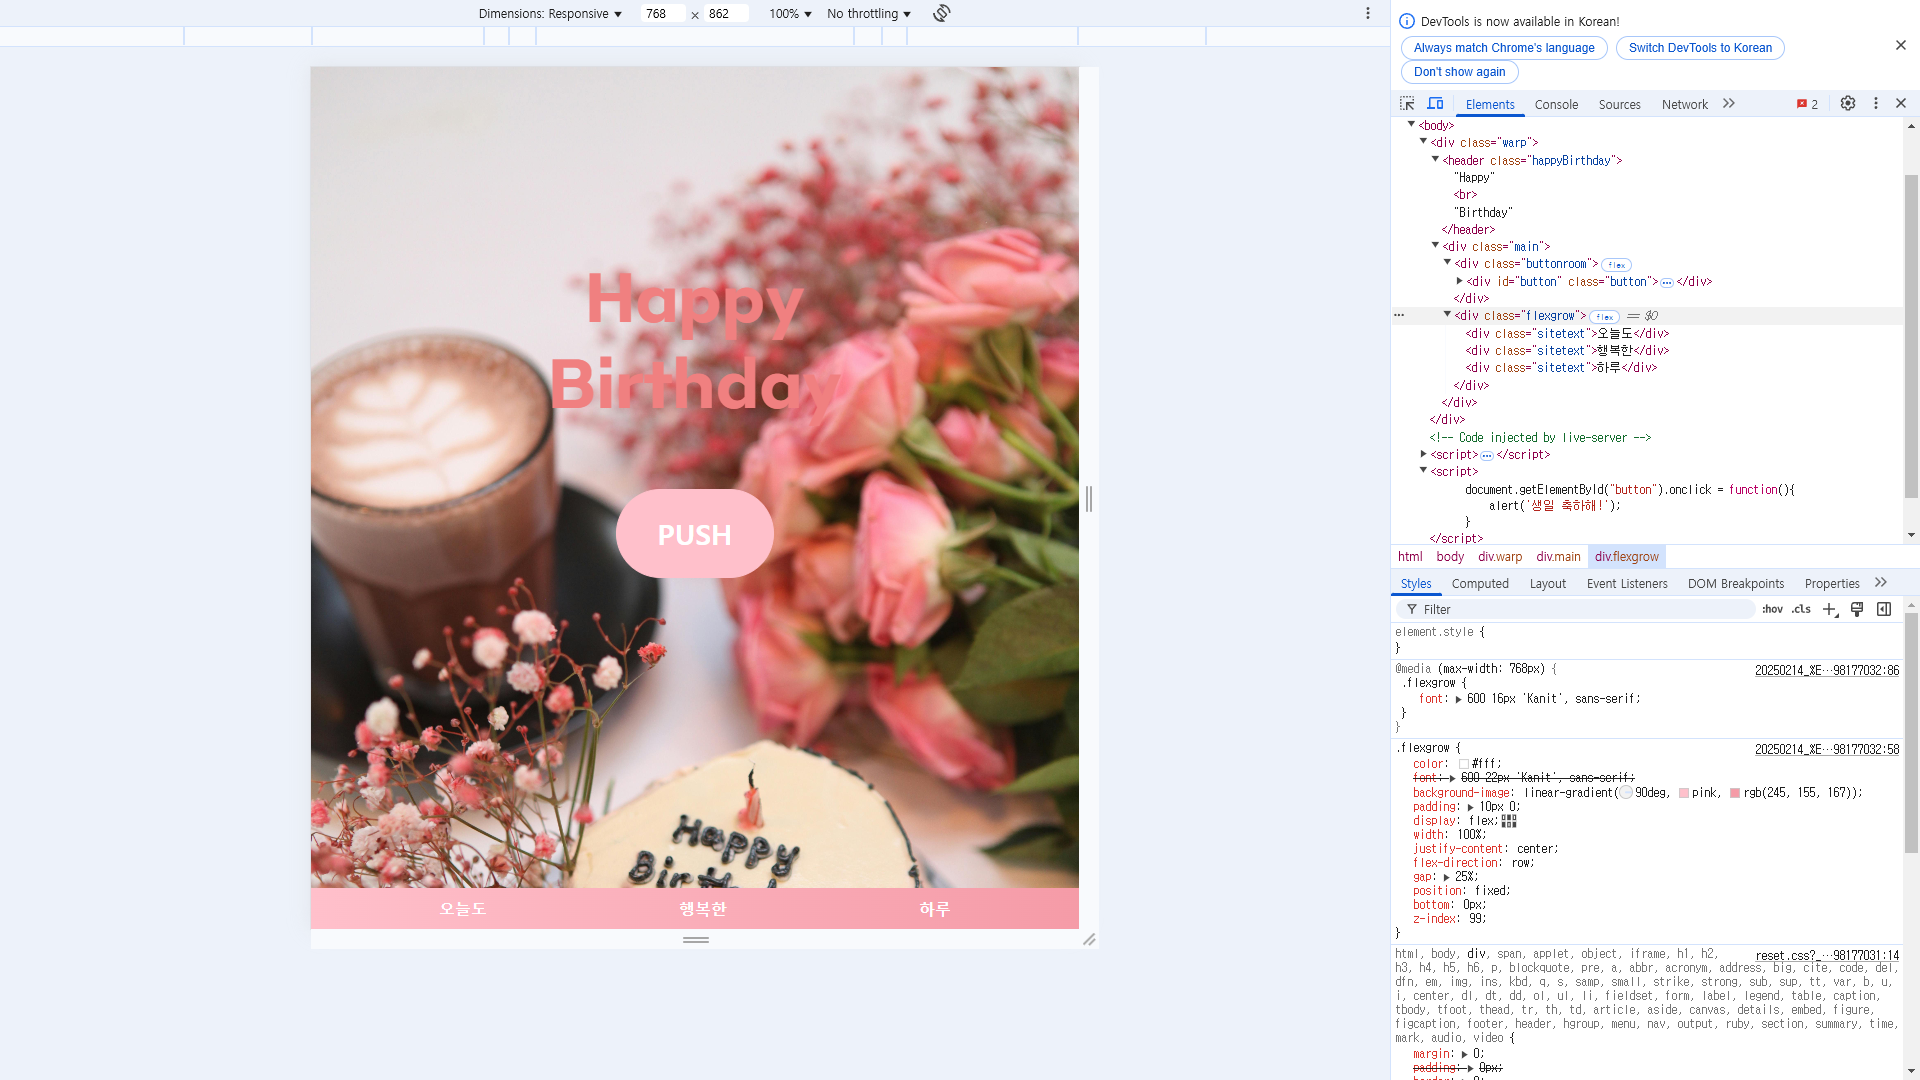 Dimensions: Responsive ▼ 768 × 862 100% ▼ No throttling ▼
Happy
Birthday
PUSH
Happy
오늘도 행복한 하루
DevTools is now available in Korean!
Always match Chrome's language Switch DevTools to Korean
Don't show again
Elements Console Sources Network 2
<body>
<div class="warp">
<header class="happyBirthday">
"Happy"
<br>
"Birthday"
</header>
<div class="main">
<div class="buttonroom"> flex
<div id="button" class="button">…</div>
</div>
<div class="flexgrow"> flex == $0
<div class="sitetext">오늘도</div>
<div class="sitetext">행복한</div>
<div class="sitetext">하루</div>
</div>
</div>
</div>
<!-- Code injected by live-server -->
<script>…</script>
<script>
document.getElementById("button").onclick = function(){
alert('생일 축하해!');
}
</script>
html body div.warp div.main div.flexgrow
Styles Computed Layout Event Listeners DOM Breakpoints Properties
Filter :hov .cls
element.style {
}
@media (max-width: 768px) { 20250214_%E…98177032:86
.flexgrow {
font: 600 16px 'Kanit', sans-serif;
}
}
.flexgrow { 20250214_%E…98177032:58
color: #fff;
font: 600 22px 'Kanit', sans-serif;
background-image: linear-gradient(90deg, pink, rgb(245, 155, 167));
padding: 10px 0;
display: flex;
width: 100%;
justify-content: center;
flex-direction: row;
gap: 25%;
position: fixed;
bottom: 0px;
z-index: 99;
}
html, body, div, span, applet, object, iframe, h1, h2, reset.css?_…98177031:14
h3, h4, h5, h6, p, blockquote, pre, a, abbr, acronym, address, big, cite, code, del,
dfn, em, img, ins, kbd, q, s, samp, small, strike, strong, sub, sup, tt, var, b, u,
i, center, dl, dt, dd, ol, ul, li, fieldset, form, label, legend, table, caption,
tbody, tfoot, thead, tr, th, td, article, aside, canvas, details, embed, figure,
figcaption, footer, header, hgroup, menu, nav, output, ruby, section, summary, time,
mark, audio, video {
margin: 0;
padding: 0px;